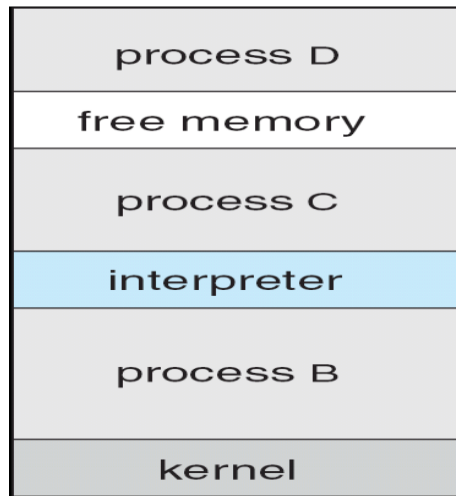 process D
free memory
process C
interpreter
process B
kernel